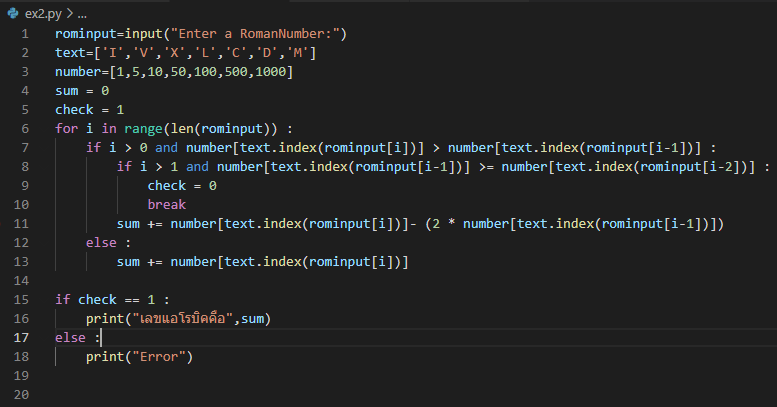 ex2.py > ...
1 rominput=input("Enter a RomanNumber:")
2 text=['I','V','X','L','C','D','M']
3 number=[1,5,10,50,100,500,1000]
4 sum = 0
5 check = 1
6 for i in range(len(rominput)) :
7     if i > 0 and number[text.index(rominput[i])] > number[text.index(rominput[i-1])] :
8         if i > 1 and number[text.index(rominput[i-1])] >= number[text.index(rominput[i-2])] :
9             check = 0
10             break
11         sum += number[text.index(rominput[i])]- (2 * number[text.index(rominput[i-1])])
12     else :
13         sum += number[text.index(rominput[i])]
14
15 if check == 1 :
16     print("เลขแอโรบิคคือ",sum)
17 else :
18     print("Error")
19
20